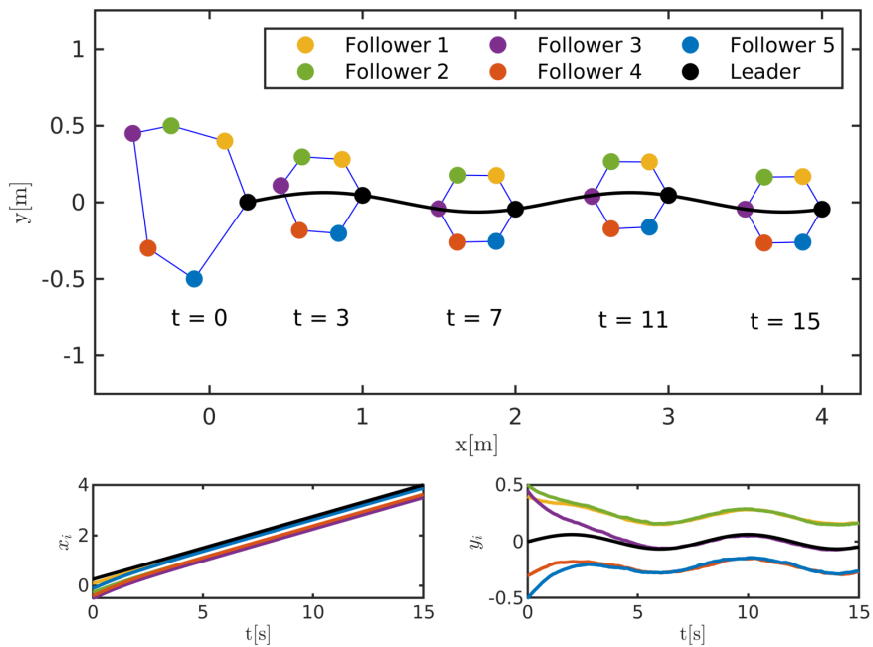 1
0.5
0
-0.5
-1
y[m]
Follower 1 Follower 3 Follower 5
Follower 2 Follower 4 Leader
t = 0 t = 3 t = 7 t = 11 t = 15
0 1 2 3 4
x[m]
4
2
0
x_i
0 5 10 15
t[s]
0.5
0
-0.5
y_i
0 5 10 15
t[s]